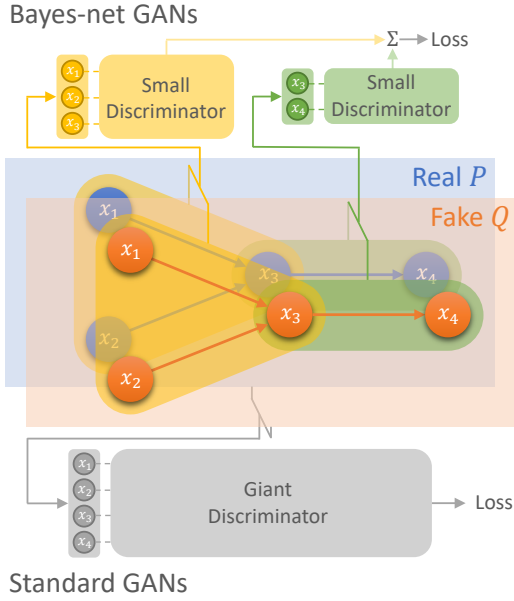 Bayes-net GANs
x₁
x₂
x₃
Small
Discriminator
x₃
x₄
Small
Discriminator
Σ
Loss
Real P
Fake Q
x₁
x₁
x₂
x₂
x₃
x₃
x₄
x₄
x₁
x₂
x₃
x₄
Giant
Discriminator
Loss
Standard GANs